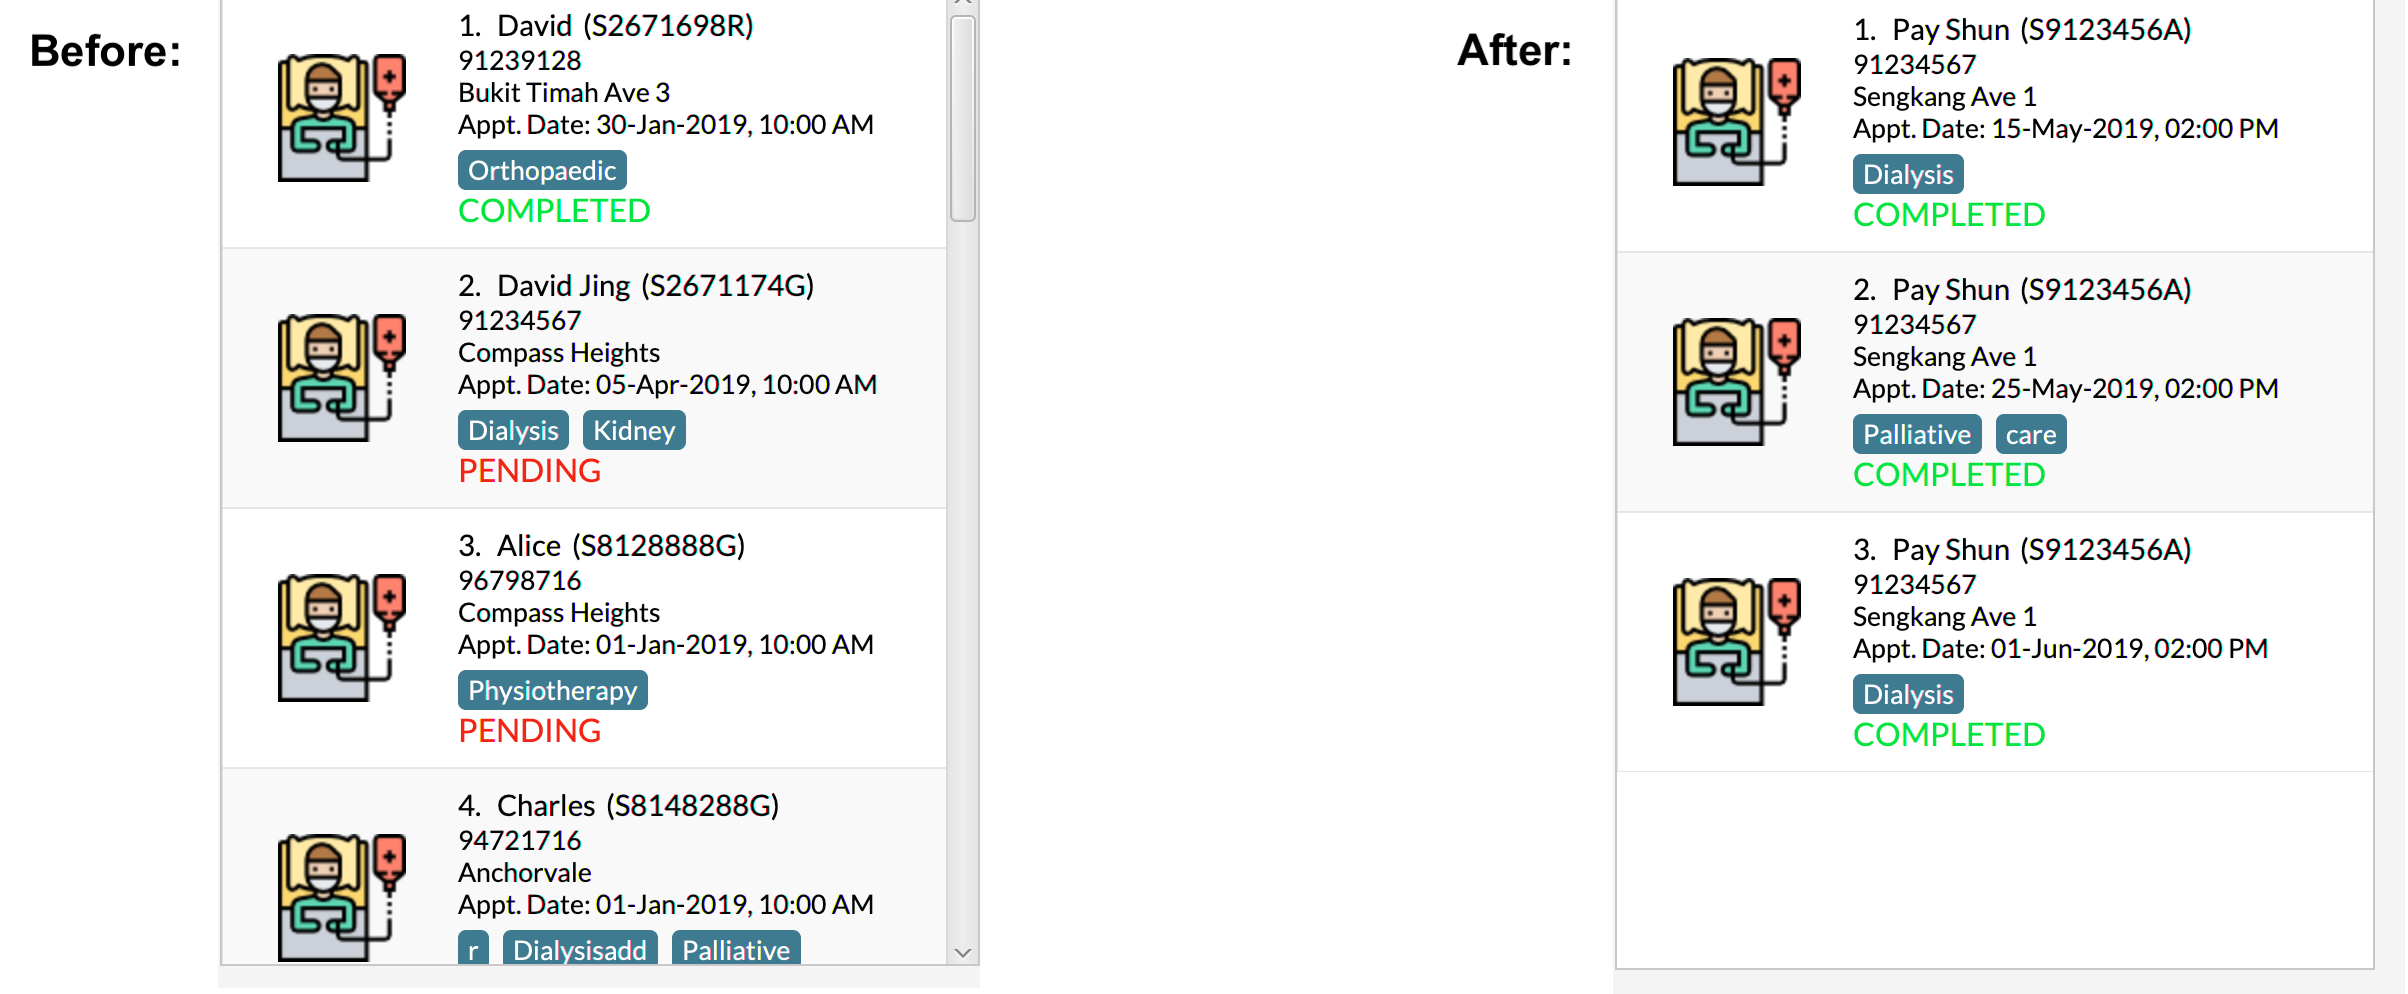 Before:
1. David (S2671698R)
91239128
Bukit Timah Ave 3
Appt. Date: 30-Jan-2019, 10:00 AM
Orthopaedic
COMPLETED
2. David Jing (S2671174G)
91234567
Compass Heights
Appt. Date: 05-Apr-2019, 10:00 AM
Dialysis Kidney
PENDING
3. Alice (S8128888G)
96798716
Compass Heights
Appt. Date: 01-Jan-2019, 10:00 AM
Physiotherapy
PENDING
4. Charles (S8148288G)
94721716
Anchorvale
Appt. Date: 01-Jan-2019, 10:00 AM
r Dialysisadd Palliative
After:
1. Pay Shun (S9123456A)
91234567
Sengkang Ave 1
Appt. Date: 15-May-2019, 02:00 PM
Dialysis
COMPLETED
2. Pay Shun (S9123456A)
91234567
Sengkang Ave 1
Appt. Date: 25-May-2019, 02:00 PM
Palliative care
COMPLETED
3. Pay Shun (S9123456A)
91234567
Sengkang Ave 1
Appt. Date: 01-Jun-2019, 02:00 PM
Dialysis
COMPLETED